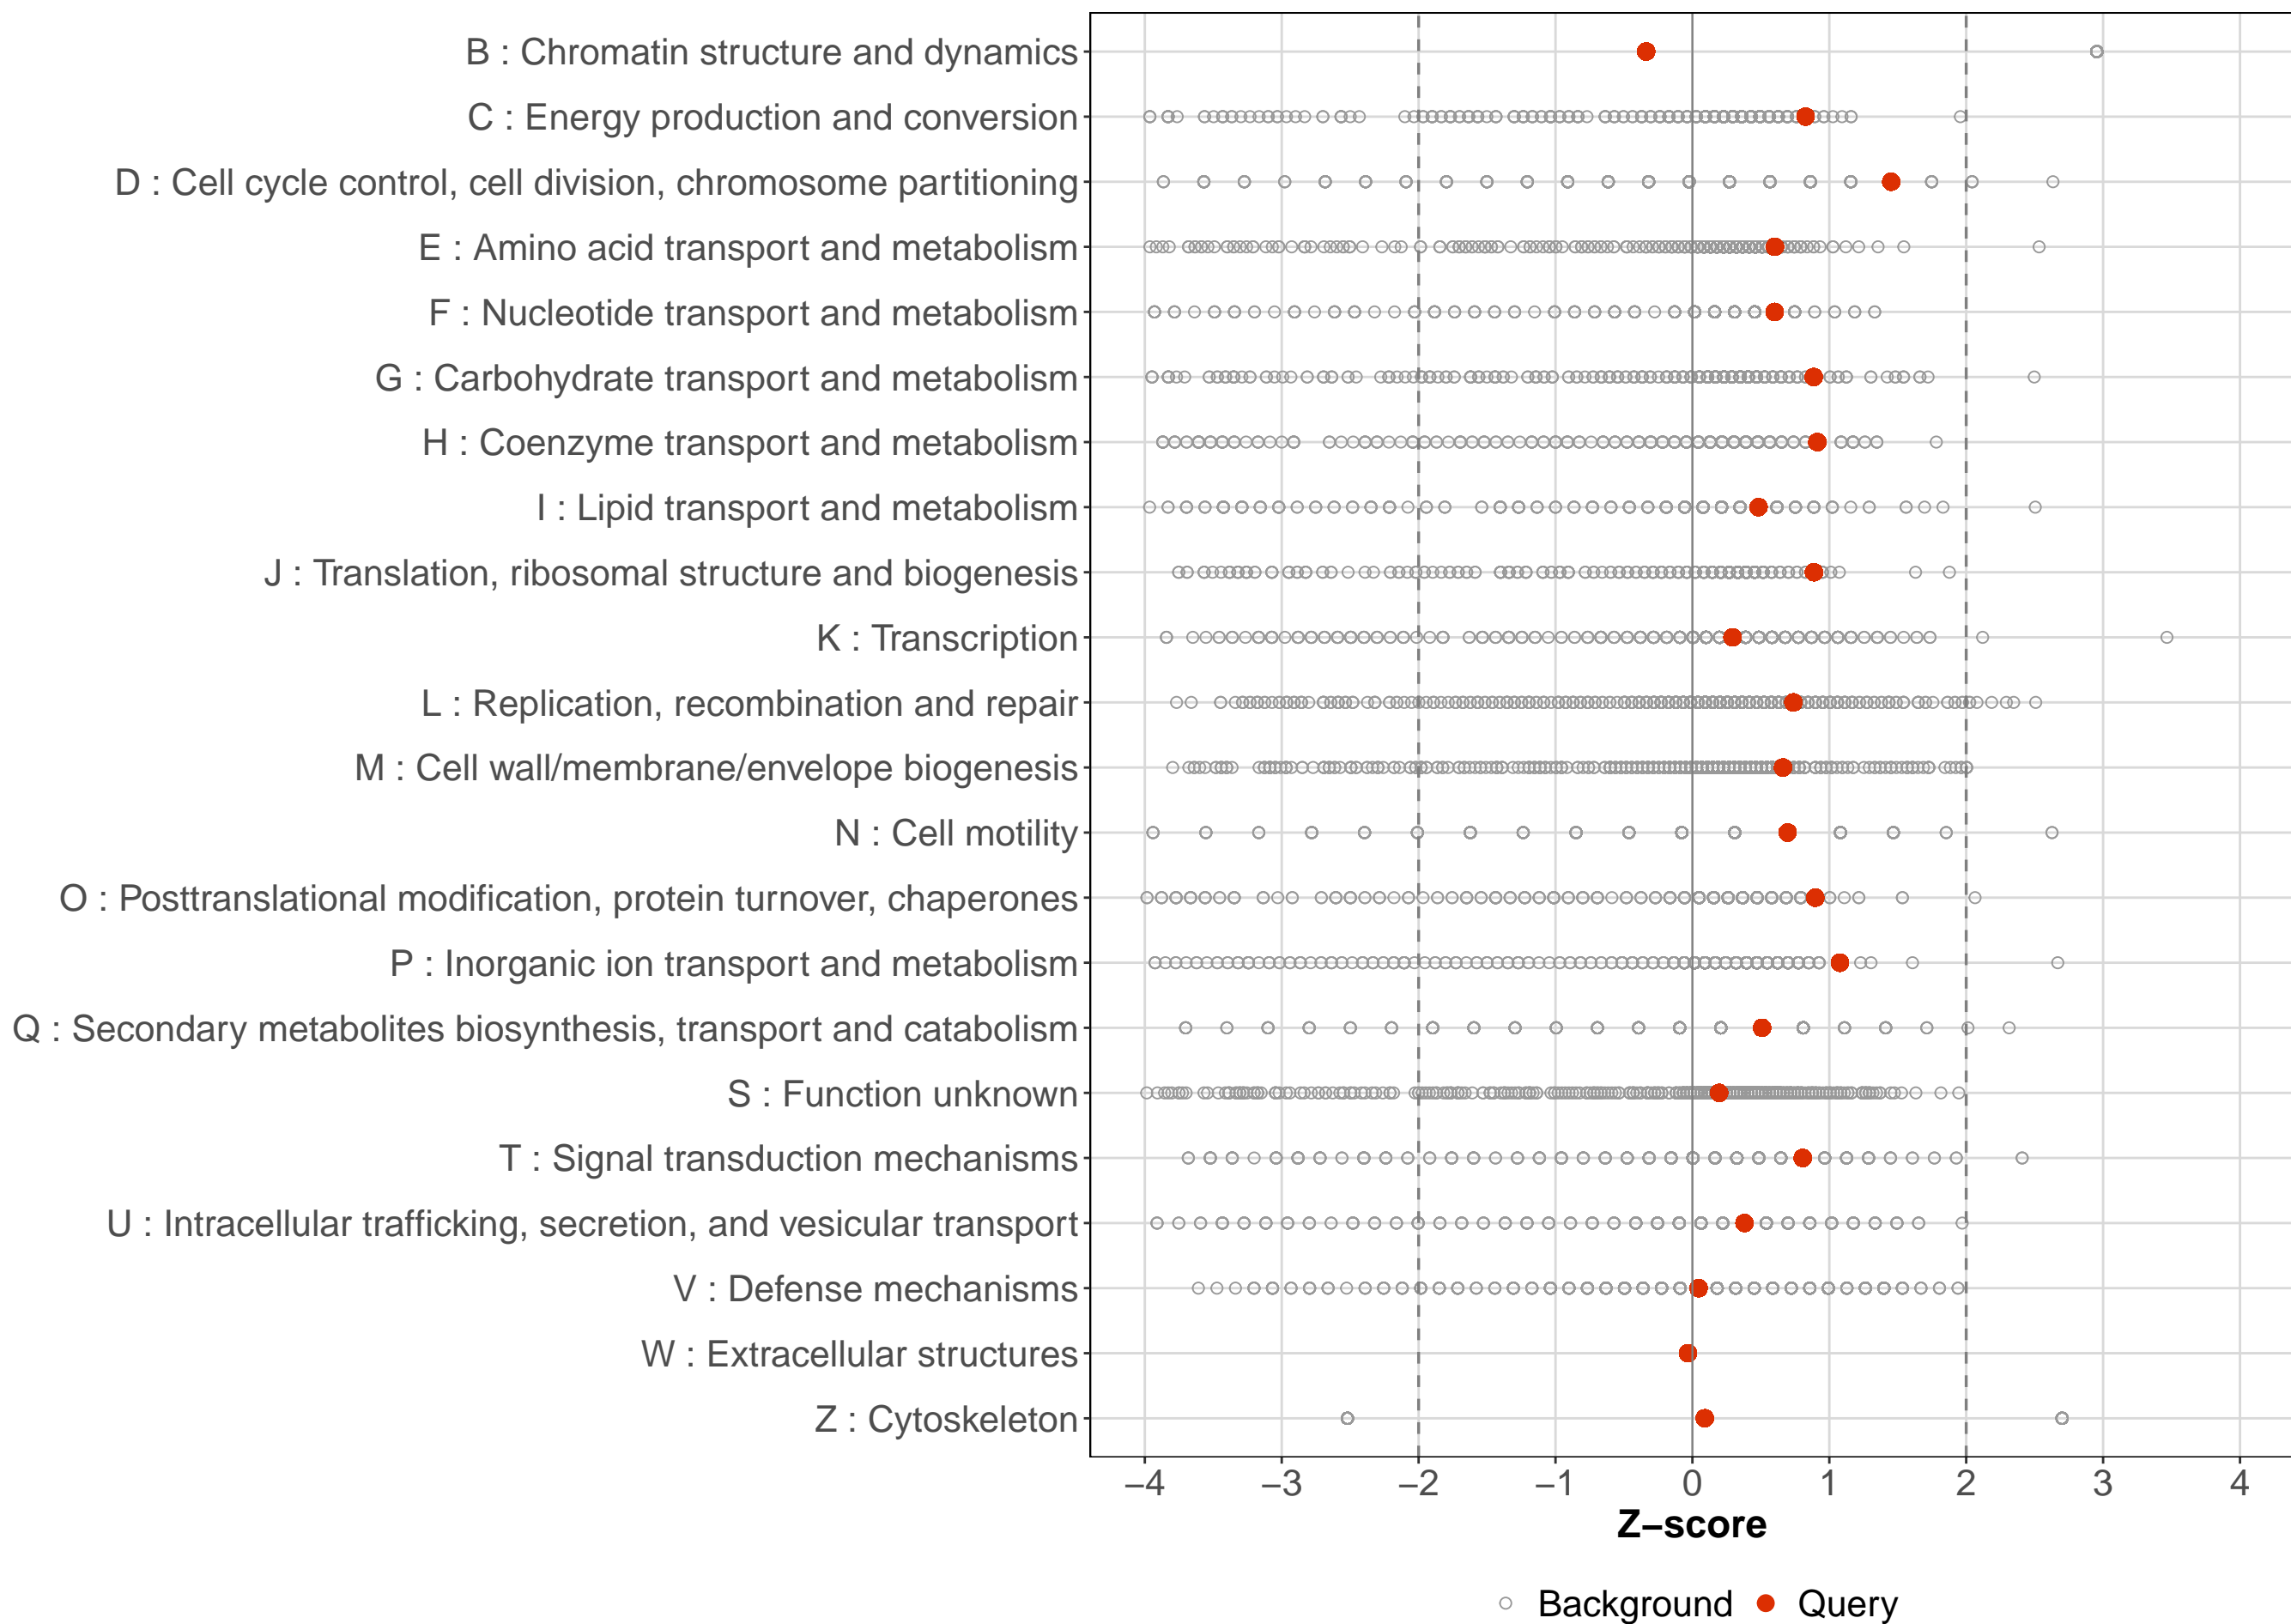 B : Chromatin structure and dynamics
C : Energy production and conversion
D : Cell cycle control, cell division, chromosome partitioning
E : Amino acid transport and metabolism
F : Nucleotide transport and metabolism
G : Carbohydrate transport and metabolism
H : Coenzyme transport and metabolism
I : Lipid transport and metabolism
J : Translation, ribosomal structure and biogenesis
K : Transcription
L : Replication, recombination and repair
M : Cell wall/membrane/envelope biogenesis
N : Cell motility
O : Posttranslational modification, protein turnover, chaperones
P : Inorganic ion transport and metabolism
Q : Secondary metabolites biosynthesis, transport and catabolism
S : Function unknown
T : Signal transduction mechanisms
U : Intracellular trafficking, secretion, and vesicular transport
V : Defense mechanisms
W : Extracellular structures
Z : Cytoskeleton
−4 −3 −2 −1 0 1 2 3 4
Z−score
Background Query